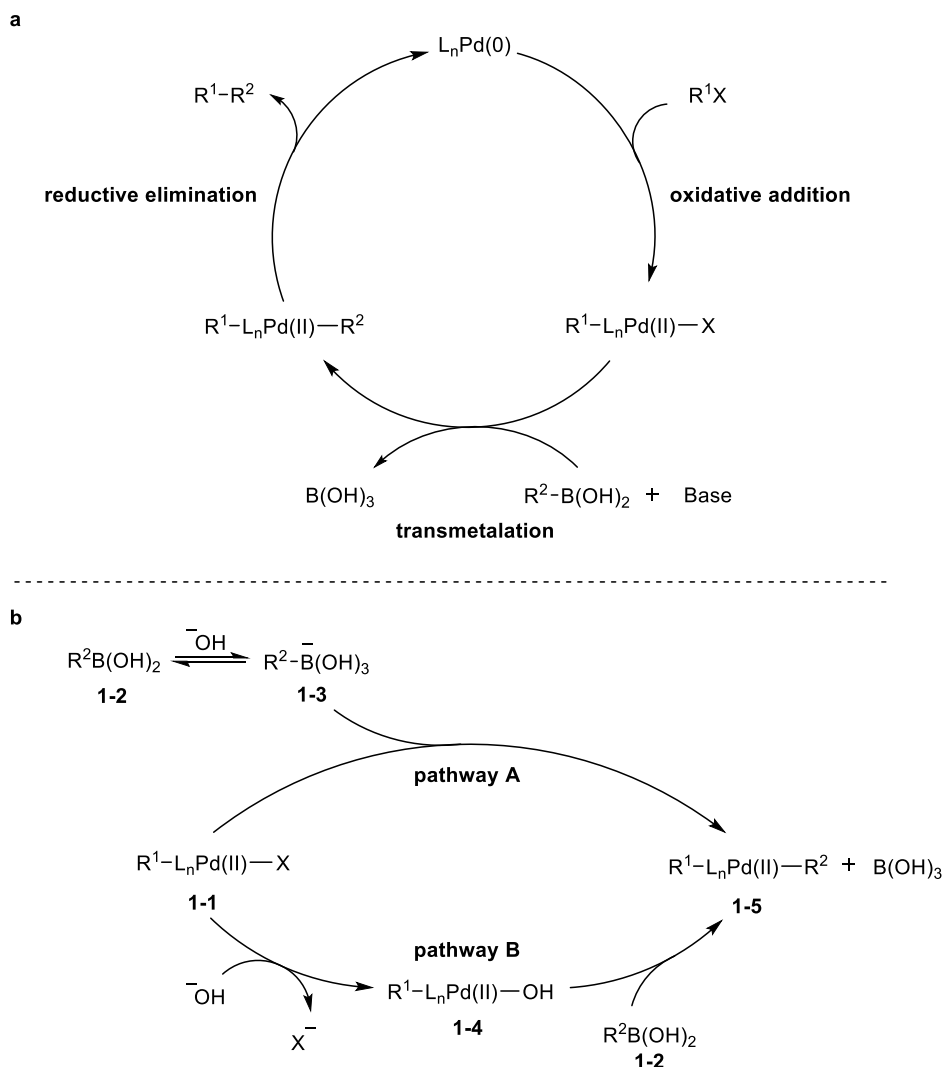 a
LₙPd(0)
R¹–R²
R¹X
reductive elimination
oxidative addition
R¹–LₙPd(II)—R²
R¹–LₙPd(II)—X
B(OH)₃
R²-B(OH)₂ + Base
transmetalation
b
⁻OH
R²B(OH)₂
R²-B̄(OH)₃
1-2
1-3
pathway A
R¹–LₙPd(II)—X
R¹–LₙPd(II)—R² + B(OH)₃
1-1
1-5
pathway B
⁻OH
R¹–LₙPd(II)—OH
1-4
X⁻
R²B(OH)₂
1-2